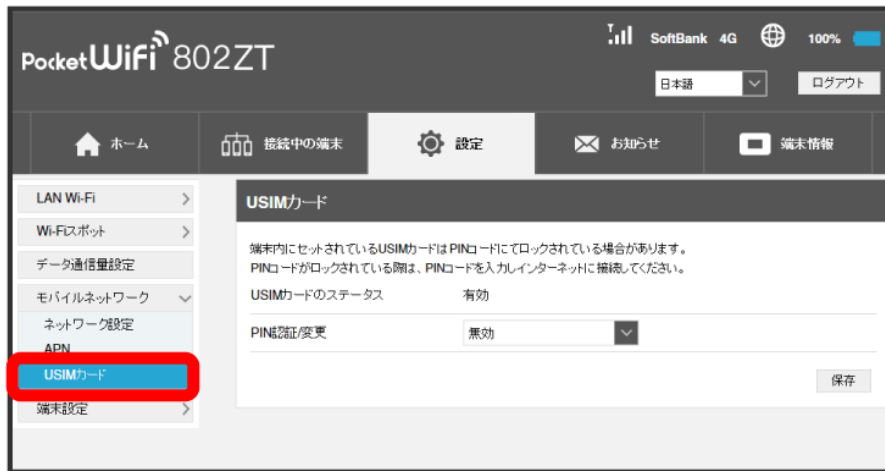 PocketWiFi 802ZT
SoftBank 4G 100%
日本語 ログアウト
ホーム 接続中の端末 設定 お知らせ 端末情報
LAN Wi-Fi
Wi-Fiスポット
データ通信量設定
モバイルネットワーク
ネットワーク設定
APN
USIMカード
端末設定
USIMカード
端末内にセットされているUSIMカードはPINコードにてロックされている場合があります。
PINコードがロックされている際は、PINコードを入力しインターネットに接続してください。
USIMカードのステータス 有効
PIN認証/変更 無効
保存